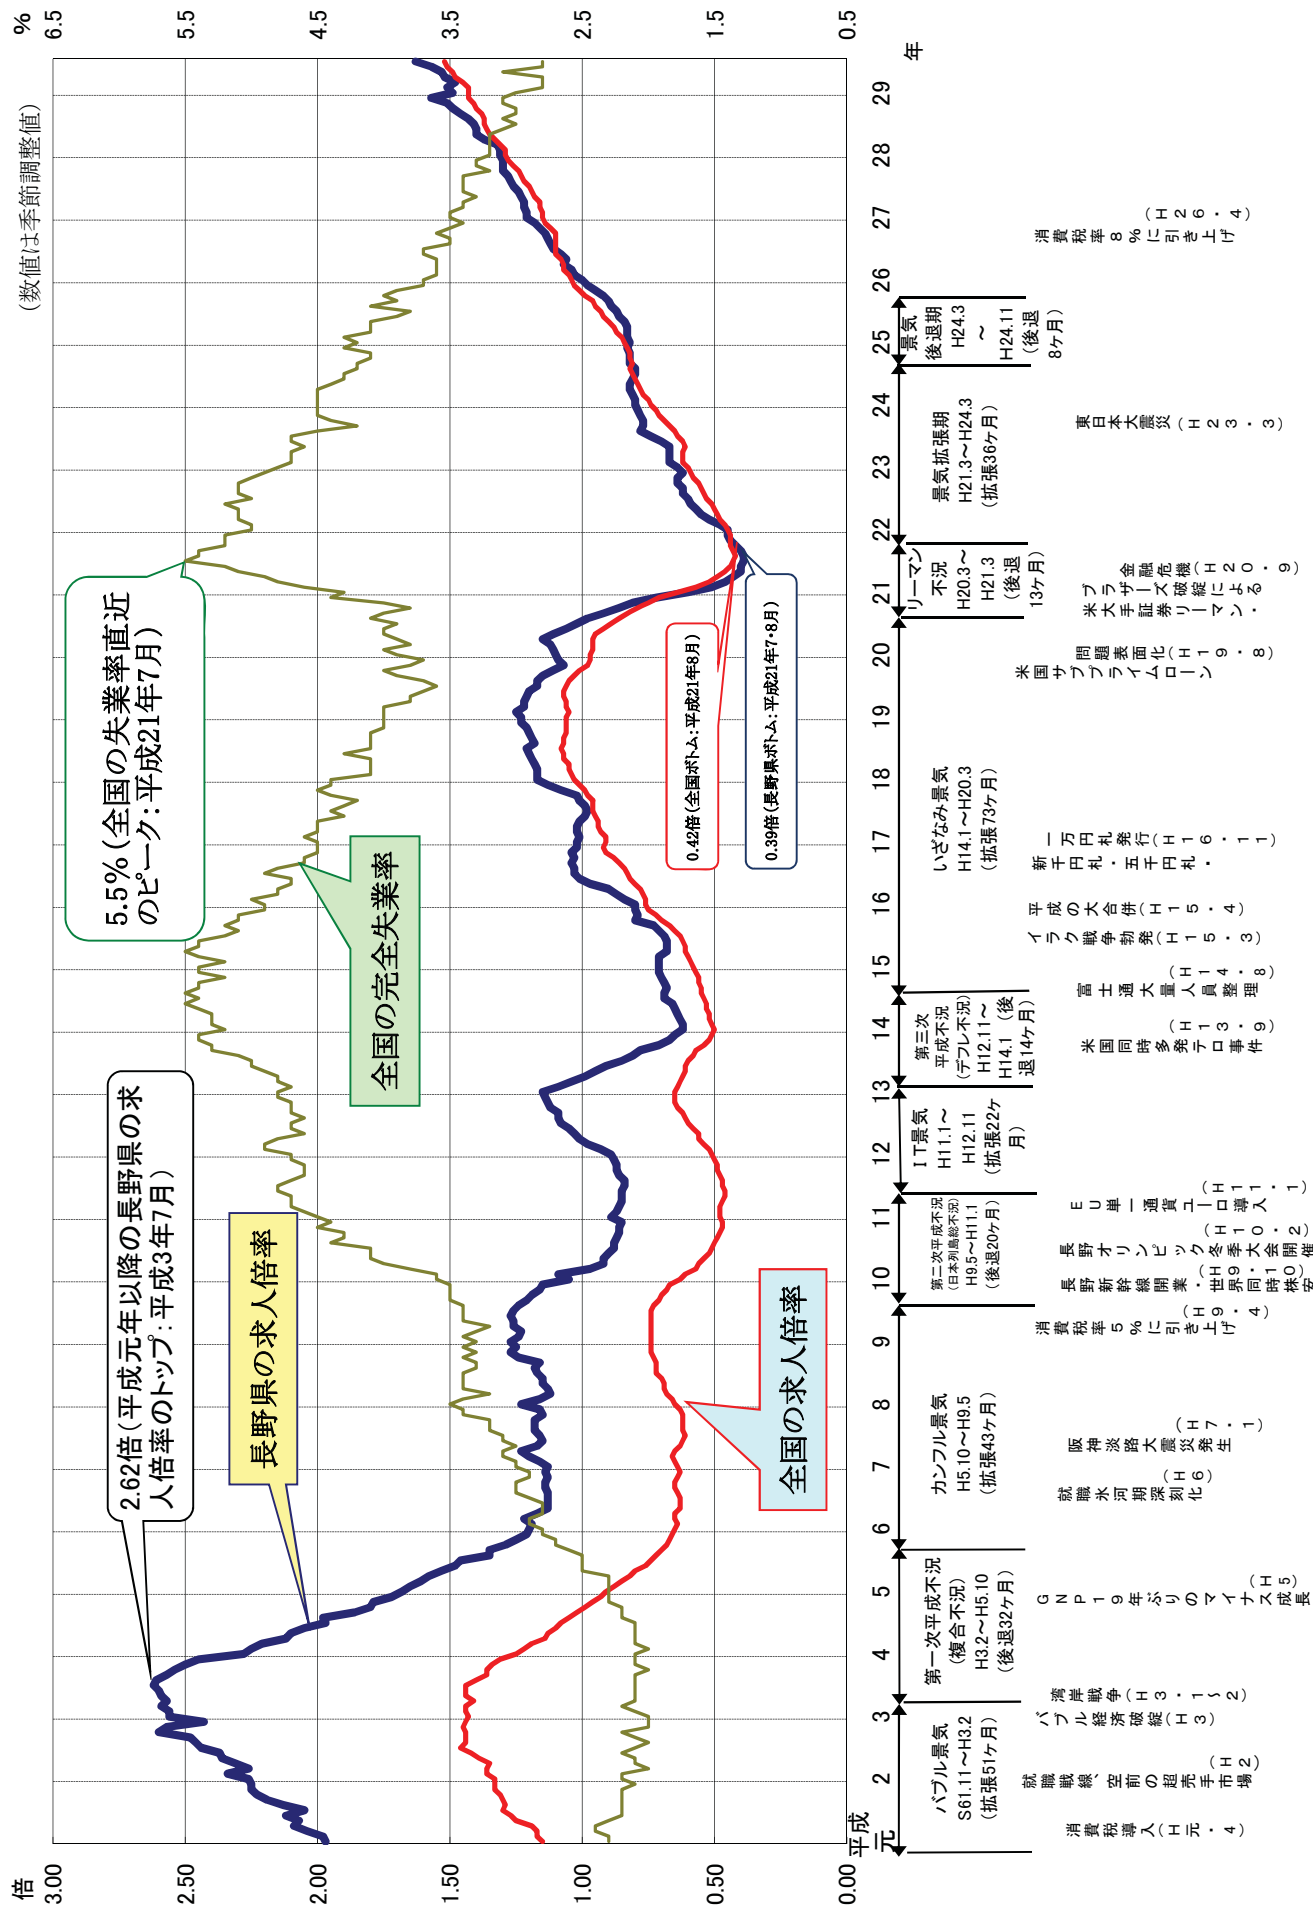 (数値は季節調整値)
倍
3.00
2.50
2.00
1.50
1.00
0.50
0.00
%
6.5
5.5
4.5
3.5
2.5
1.5
0.5
2.62倍(平成元年以降の長野県の求
人倍率のトップ:平成3年7月)
長野県の求人倍率
5.5%(全国の失業率直近
のピーク:平成21年7月)
全国の完全失業率
全国の求人倍率
0.42倍(全国ボトム:平成21年8月)
0.39倍(長野県ボトム:平成21年7・8月)
平成
元
2
3
4
5
6
7
8
9
10
11
12
13
14
15
16
17
18
19
20
21
22
23
24
25
26
27
28
29
年
バブル景気
S61.11~H3.2
(拡張51ヶ月)
第一次平成不況
(複合不況)
H3.2~H5.10
(後退32ヶ月)
カンフル景気
H5.10~H9.5
(拡張43ヶ月)
第二次平成不況
(日本列島総不況)
H9.5~H11.1
(後退20ヶ月)
IT景気
H11.1~
H12.11
(拡張22ヶ
月)
第三次
平成不況
(デフレ不況)
H12.11~
H14.1 (後
退14ヶ月)
いざなみ景気
H14.1~H20.3
(拡張73ヶ月)
リーマン
不況
H20.3~
H21.3
(後退
13ヶ月)
景気拡張期
H21.3~H24.3
(拡張36ヶ月)
景気
後退期
H24.3
~
H24.11
(後退
8ヶ月)
消費税導入(H元・4)
就職戦線、空前の超売手市場
(H2)
バブル経済破綻(H3)
湾岸戦争(H3・1~2)
GNP19年ぶりのマイナス成長
(H5)
就職氷河期深刻化
(H6)
阪神淡路大震災発生
(H7・1)
消費税率5%に引き上げ
(H9・4)
長野新幹線開業・世界同時株安
(H9・10)
長野オリンピック冬季大会開催
(H10・2)
EU単一通貨ユーロ導入
(H11・1)
米国同時多発テロ事件
(H13・9)
富士通大量人員整理
(H14・8)
イラク戦争勃発(H15・3)
平成の大合併(H15・4)
新千円札・五千円札・
一万円札発行(H16・11)
米国サブプライムローン
問題表面化(H19・8)
米大手証券リーマン・
ブラザーズ破綻による
金融危機(H20・9)
東日本大震災(H23・3)
消費税率8%に引き上げ
(H26・4)